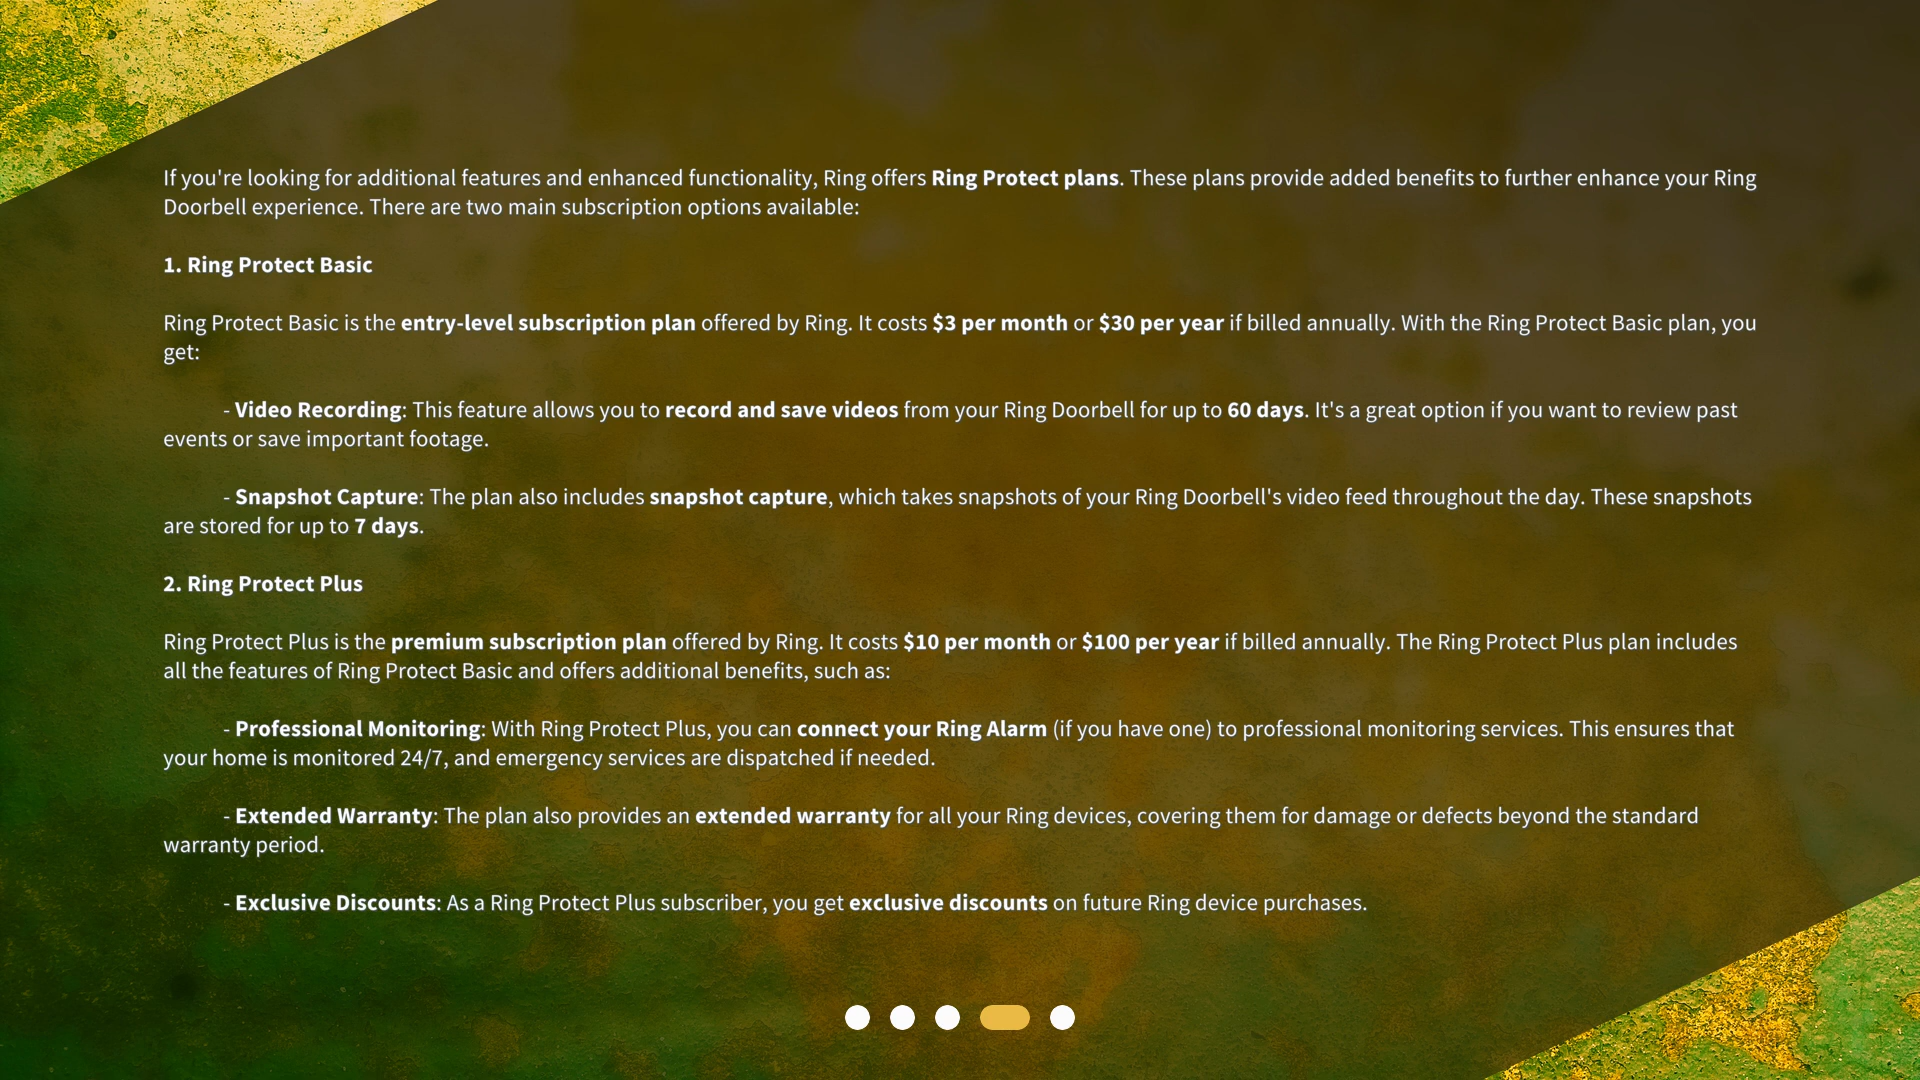 If you're looking for additional features and enhanced functionality, Ring offers Ring Protect plans. These plans provide added benefits to further enhance your Ring
Doorbell experience. There are two main subscription options available:
1. Ring Protect Basic
Ring Protect Basic is the entry-level subscription plan offered by Ring. It costs $3 per month or $30 per year if billed annually. With the Ring Protect Basic plan, you
get:
- Video Recording: This feature allows you to record and save videos from your Ring Doorbell for up to 60 days. It's a great option if you want to review past
events or save important footage.
- Snapshot Capture: The plan also includes snapshot capture, which takes snapshots of your Ring Doorbell's video feed throughout the day. These snapshots
are stored for up to 7 days.
2. Ring Protect Plus
Ring Protect Plus is the premium subscription plan offered by Ring. It costs $10 per month or $100 per year if billed annually. The Ring Protect Plus plan includes
all the features of Ring Protect Basic and offers additional benefits, such as:
- Professional Monitoring: With Ring Protect Plus, you can connect your Ring Alarm (if you have one) to professional monitoring services. This ensures that
your home is monitored 24/7, and emergency services are dispatched if needed.
- Extended Warranty: The plan also provides an extended warranty for all your Ring devices, covering them for damage or defects beyond the standard
warranty period.
- Exclusive Discounts: As a Ring Protect Plus subscriber, you get exclusive discounts on future Ring device purchases.